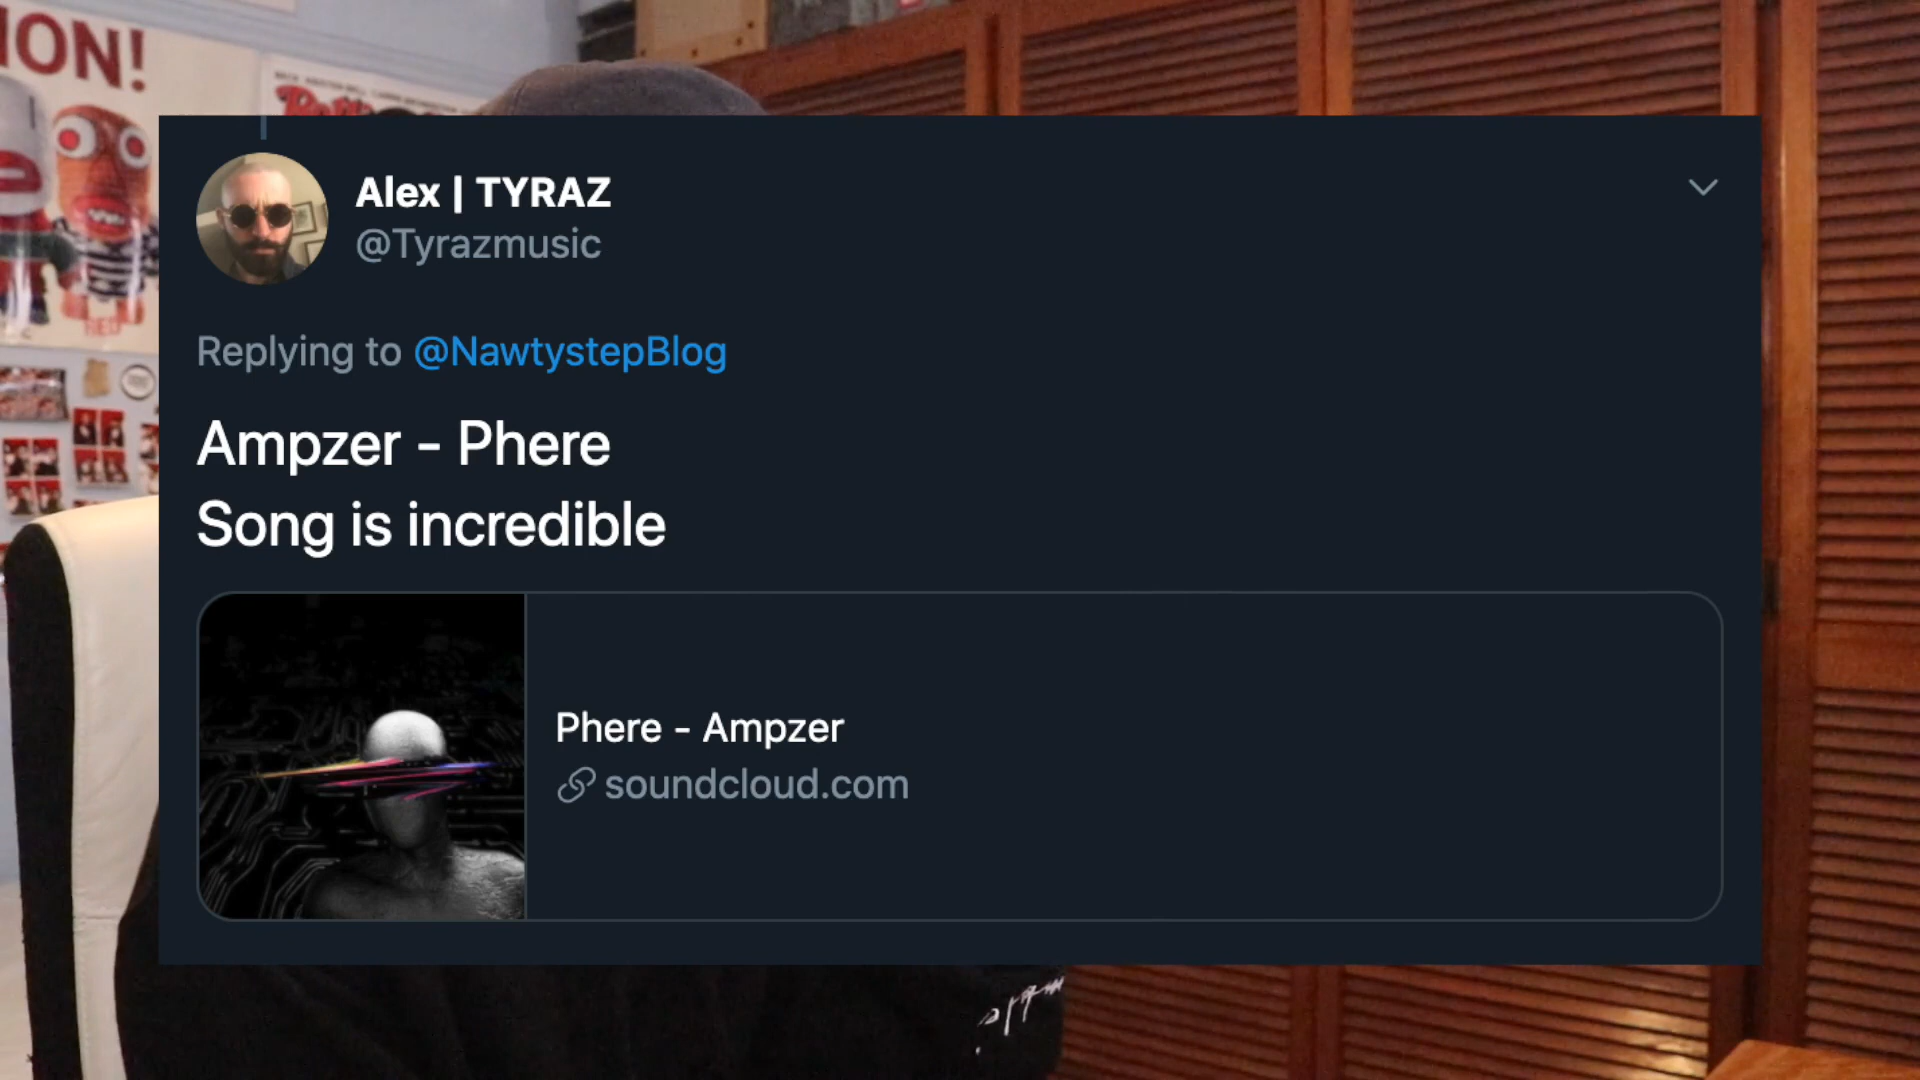 ION!
Alex | TYRAZ
@Tyrazmusic
Replying to @NawtystepBlog
Ampzer - Phere
Song is incredible
Phere - Ampzer
soundcloud.com